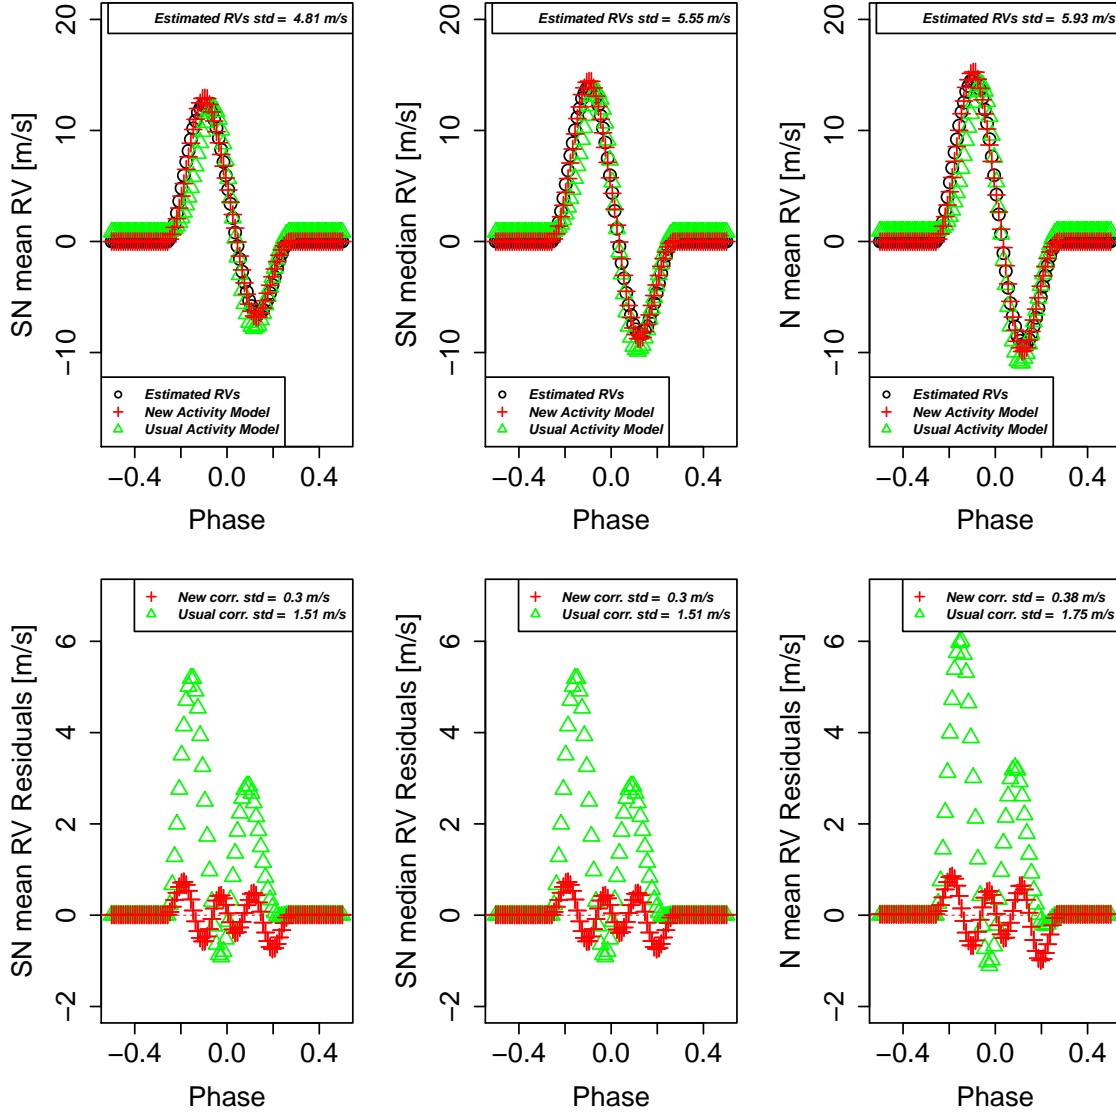 Estimated RVs std = 4.81 m/s
SN mean RV [m/s]
20
10
0
−10
Estimated RVs
New Activity Model
Usual Activity Model
−0.4 0.0 0.4
Phase
Estimated RVs std = 5.55 m/s
SN median RV [m/s]
20
10
0
−10
Estimated RVs
New Activity Model
Usual Activity Model
−0.4 0.0 0.4
Phase
Estimated RVs std = 5.93 m/s
N mean RV [m/s]
20
10
0
−10
Estimated RVs
New Activity Model
Usual Activity Model
−0.4 0.0 0.4
Phase
New corr. std = 0.3 m/s
Usual corr. std = 1.51 m/s
SN mean RV Residuals [m/s]
6
4
2
0
−2
−0.4 0.0 0.4
Phase
New corr. std = 0.3 m/s
Usual corr. std = 1.51 m/s
SN median RV Residuals [m/s]
6
4
2
0
−2
−0.4 0.0 0.4
Phase
New corr. std = 0.38 m/s
Usual corr. std = 1.75 m/s
N mean RV Residuals [m/s]
6
4
2
0
−2
−0.4 0.0 0.4
Phase